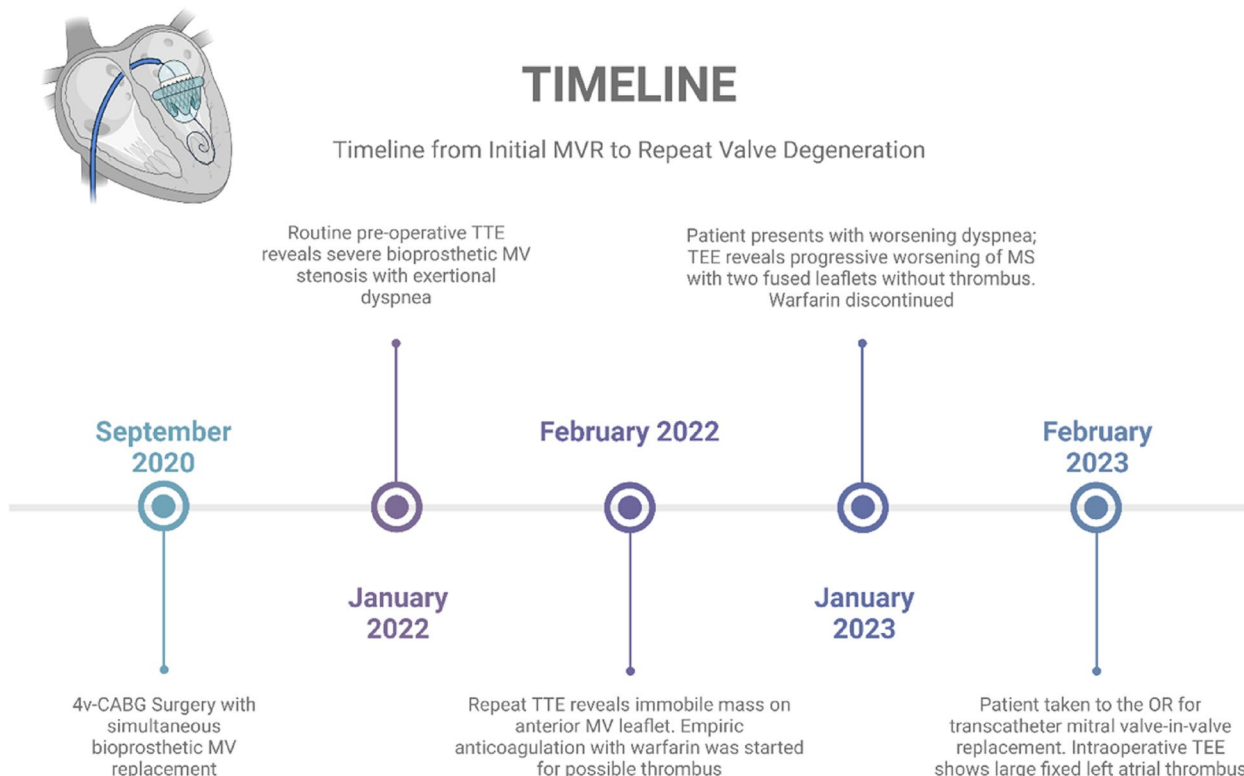 TIMELINE
Timeline from Initial MVR to Repeat Valve Degeneration
Routine pre-operative TTE
reveals severe bioprosthetic MV
stenosis with exertional
dyspnea
Patient presents with worsening dyspnea;
TEE reveals progressive worsening of MS
with two fused leaflets without thrombus.
Warfarin discontinued
September
2020
February 2022
February
2023
January
2022
January
2023
4v-CABG Surgery with
simultaneous
bioprosthetic MV
replacement
Repeat TTE reveals immobile mass on
anterior MV leaflet. Empiric
anticoagulation with warfarin was started
for possible thrombus
Patient taken to the OR for
transcatheter mitral valve-in-valve
replacement. Intraoperative TEE
shows large fixed left atrial thrombus